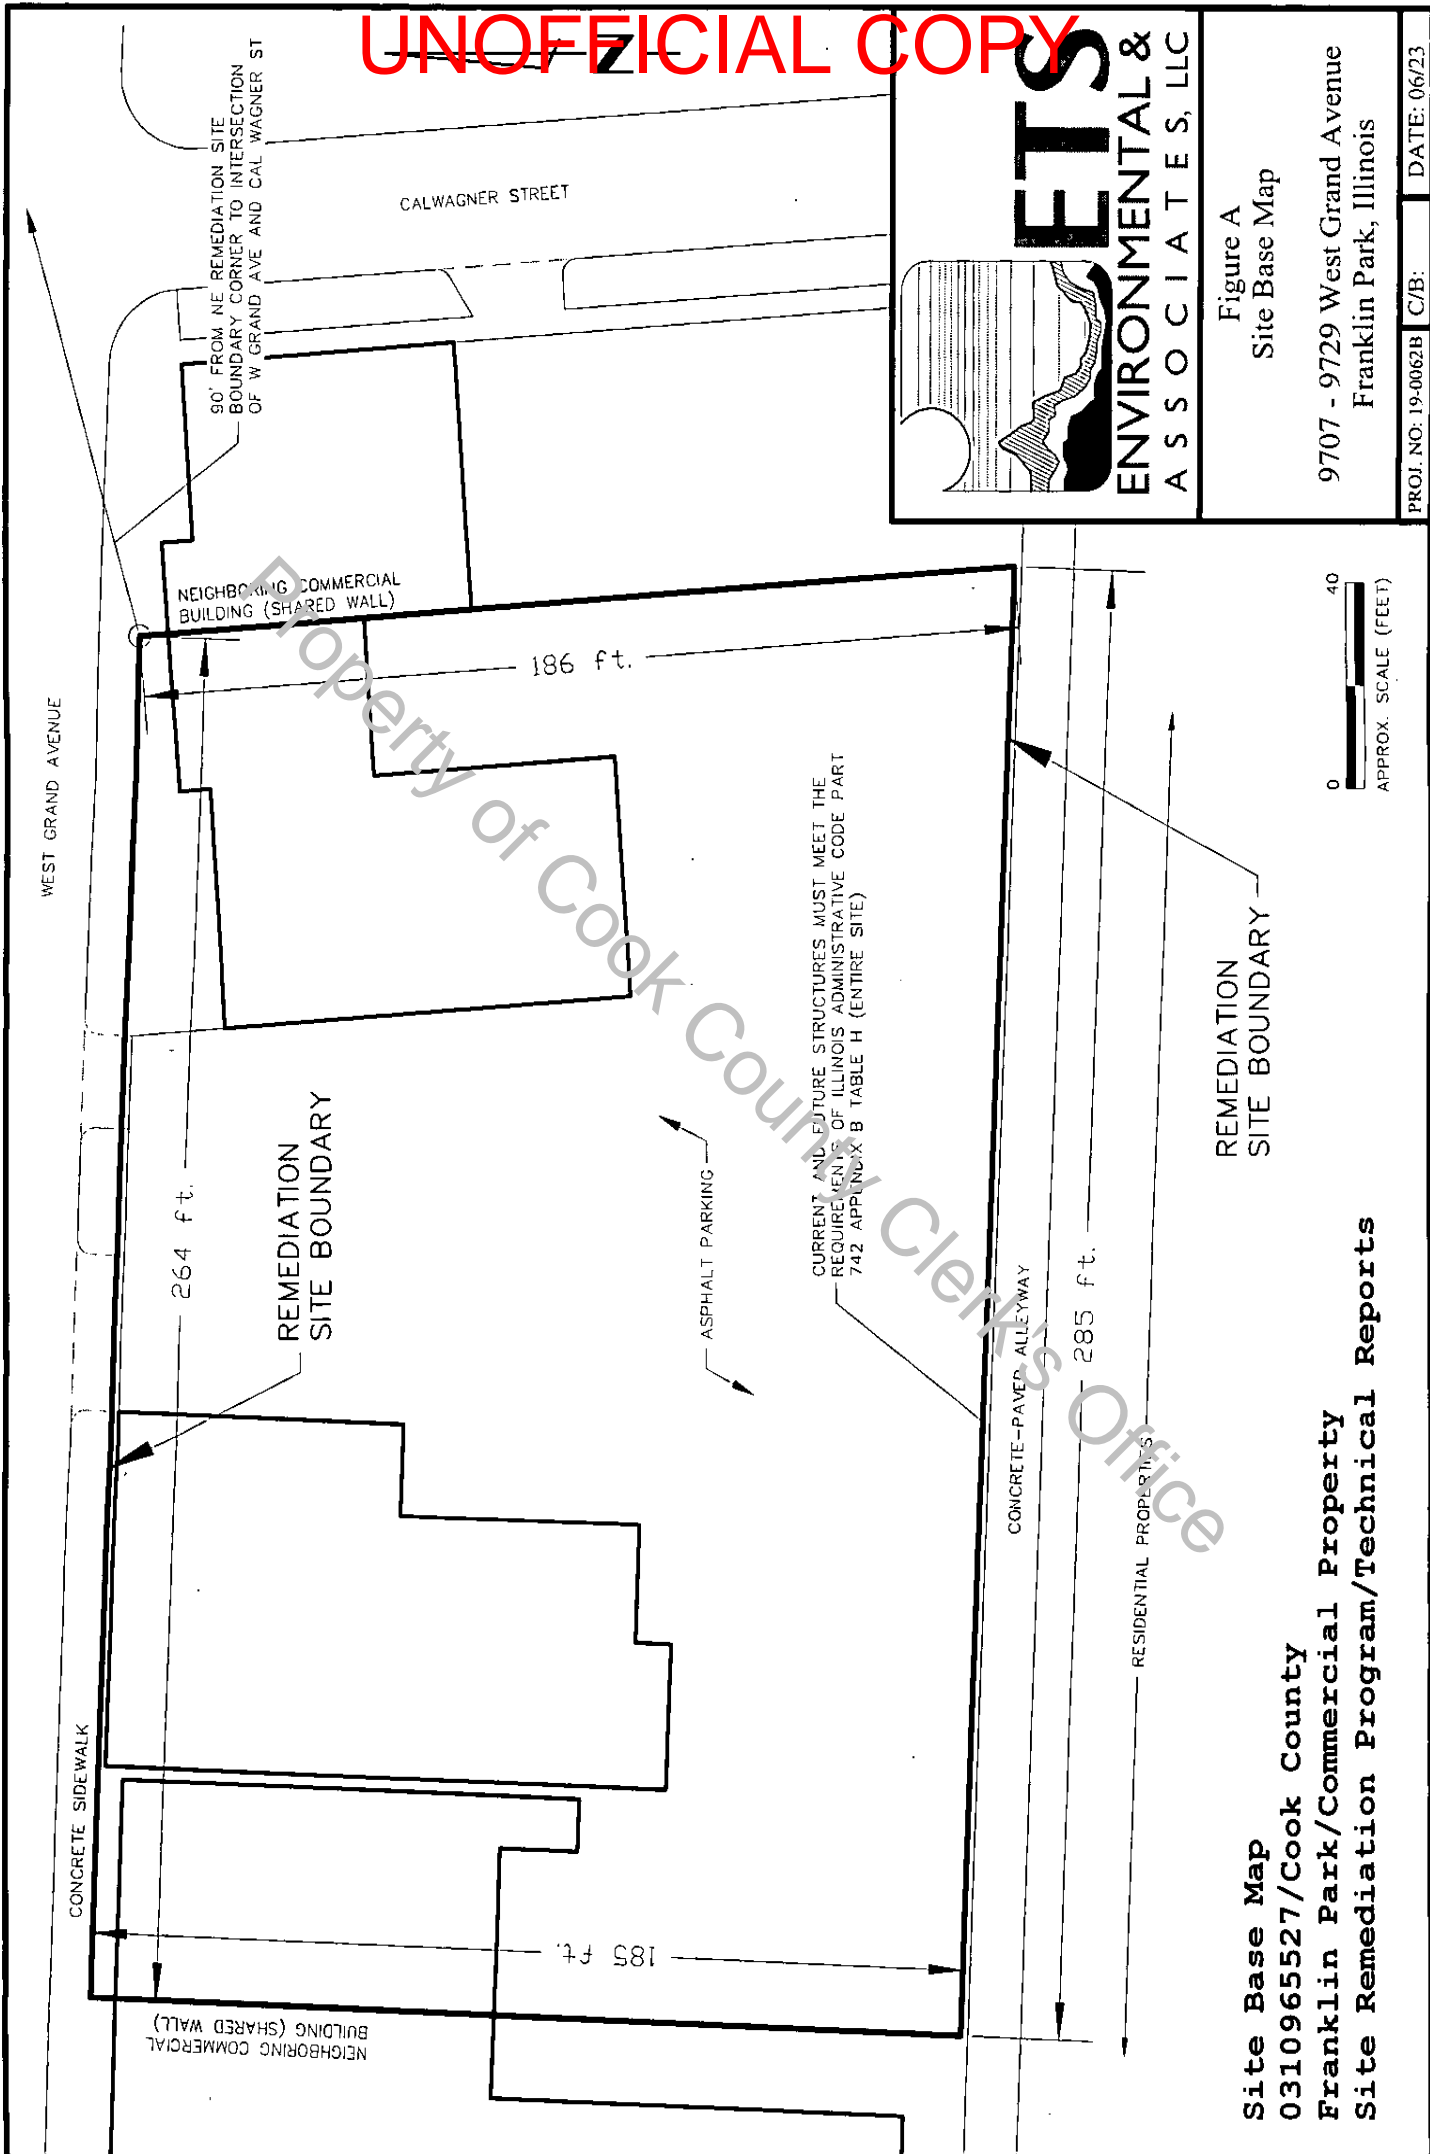 UNOFFICIAL COPY
N
90' FROM NE REMEDIATION SITE
BOUNDARY CORNER TO INTERSECTION
OF W GRAND AVE AND CAL WAGNER ST
CALWAGNER STREET
WEST GRAND AVENUE
CONCRETE SIDEWALK
NEIGHBORING COMMERCIAL
BUILDING (SHARED WALL)
186 ft.
264 ft.
REMEDIATION
SITE BOUNDARY
ASPHALT PARKING
CURRENT AND FUTURE STRUCTURES MUST MEET THE
REQUIREMENTS OF ILLINOIS ADMINISTRATIVE CODE PART
742 APPENDIX B TABLE H (ENTIRE SITE)
185 ft.
NEIGHBORING COMMERCIAL
BUILDING (SHARED WALL)
CONCRETE-PAVED ALLEYWAY
285 ft.
RESIDENTIAL PROPERTIES
REMEDIATION
SITE BOUNDARY
0 40
APPROX. SCALE (FEET)
ETS
ENVIRONMENTAL &
ASSOCIATES, LLC
Figure A
Site Base Map
9707 - 9729 West Grand Avenue
Franklin Park, Illinois
PROJ. NO: 19-0062B
C/B:
DATE: 06/23
Site Base Map
0310965527/Cook County
Franklin Park/Commercial Property
Site Remediation Program/Technical Reports
Property of Cook County Clerk's Office